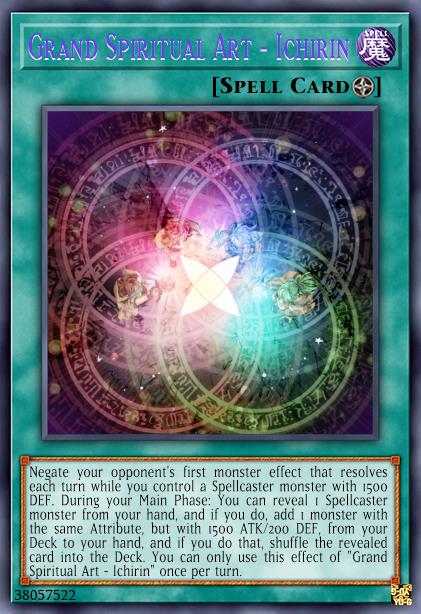 Grand Spiritual Art - Ichirin
SPELL
魔
[Spell Card]
Negate your opponent's first monster effect that resolves
each turn while you control a Spellcaster monster with 1500
DEF. During your Main Phase: You can reveal 1 Spellcaster
monster from your hand, and if you do, add 1 monster with
the same Attribute, but with 1500 ATK/200 DEF, from your
Deck to your hand, and if you do that, shuffle the revealed
card into the Deck. You can only use this effect of "Grand
Spiritual Art - Ichirin" once per turn.
38057522